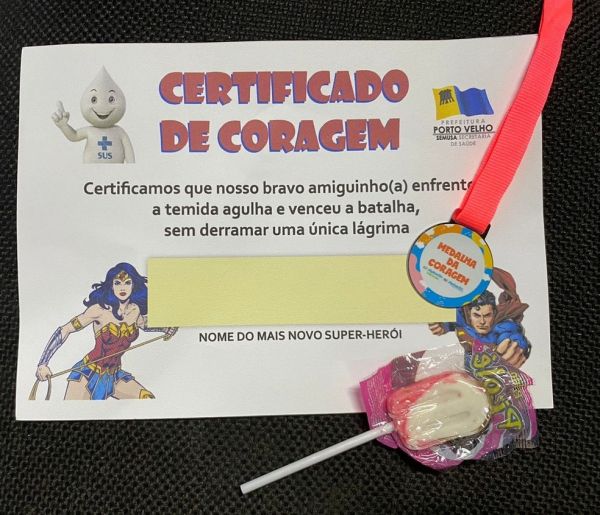 CERTIFICADO
DE CORAGEM
SUS
PREFEITURA
PORTO VELHO
SEMUSA SECRETARIA
DE SAÚDE
Certificamos que nosso bravo amiguinho(a) enfrento
a temida agulha e venceu a batalha,
sem derramar uma única lágrima
MEDALHA
DA
CORAGEM
NOME DO MAIS NOVO SUPER-HERÓI